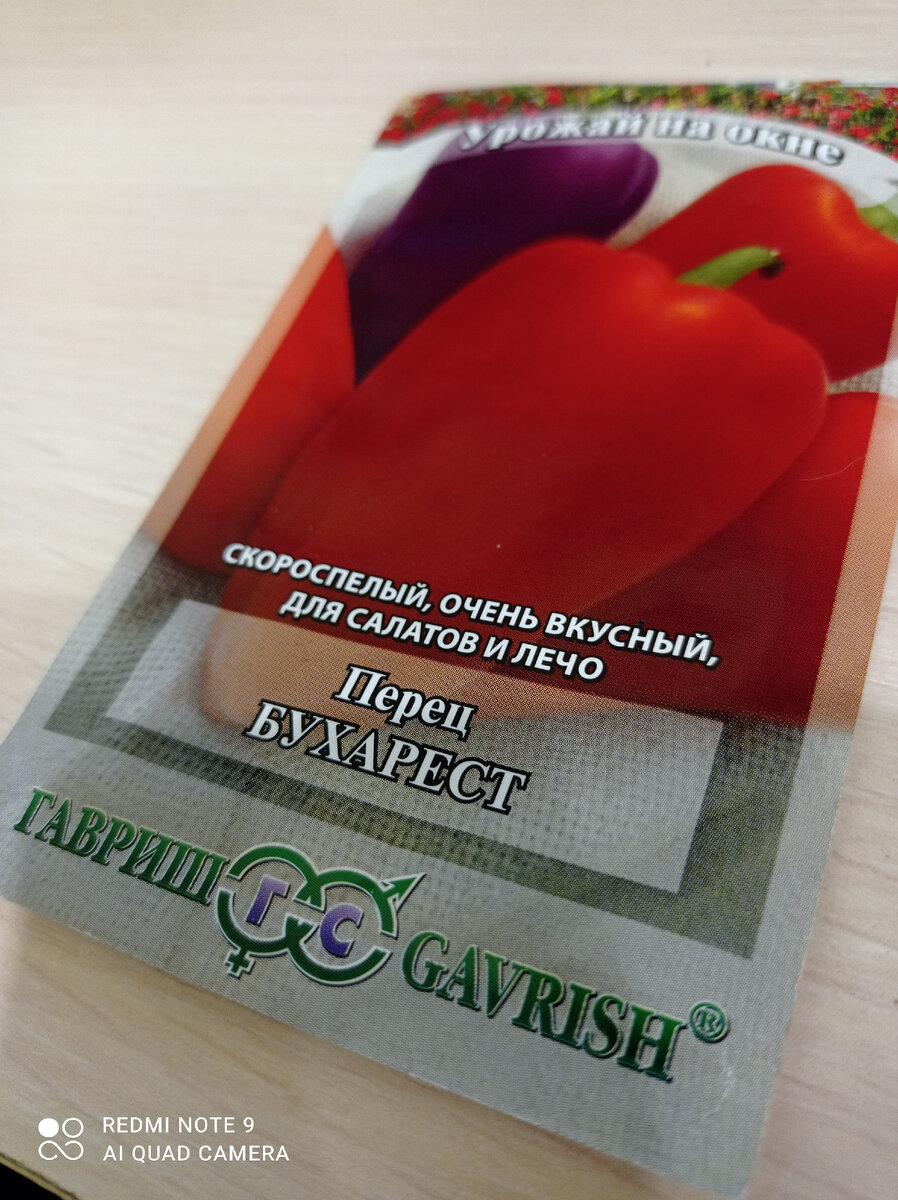 Урожай на окне
СКОРОСПЕЛЫЙ, ОЧЕНЬ ВКУСНЫЙ,
ДЛЯ САЛАТОВ И ЛЕЧО
Перец
БУХАРЕСТ
ГАВРИШ ГС GAVRISH®
REDMI NOTE 9
AI QUAD CAMERA